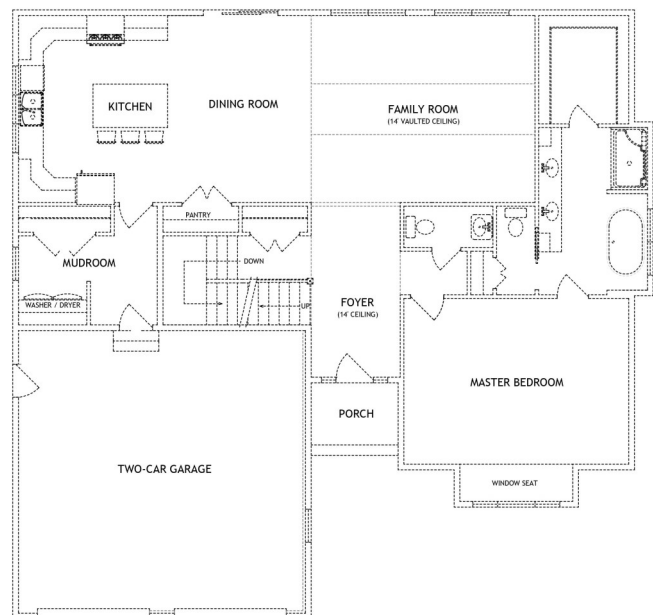 KITCHEN
DINING ROOM
FAMILY ROOM
(14' VAULTED CEILING)
PANTRY
MUDROOM
DOWN
WASHER / DRYER
UP
FOYER
(14' CEILING)
MASTER BEDROOM
PORCH
TWO-CAR GARAGE
WINDOW SEAT